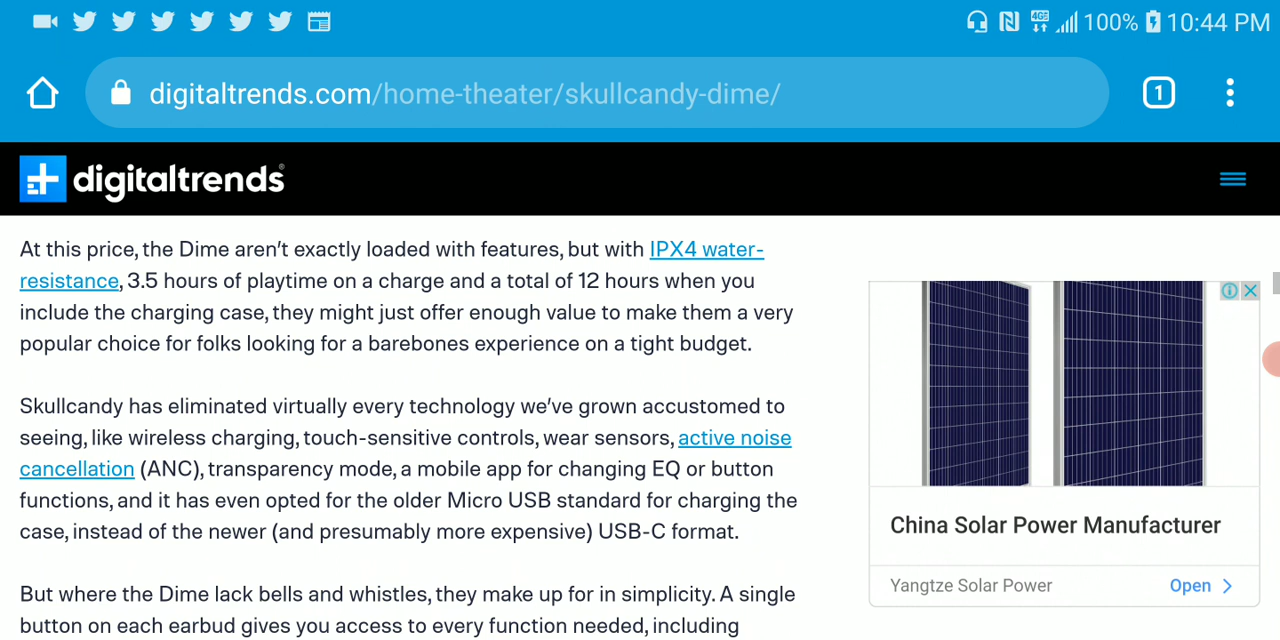 4GE
100%
10:44 PM
digitaltrends.com/home-theater/skullcandy-dime/
1
digitaltrends®
At this price, the Dime aren't exactly loaded with features, but with IPX4 water-
resistance, 3.5 hours of playtime on a charge and a total of 12 hours when you
include the charging case, they might just offer enough value to make them a very
popular choice for folks looking for a barebones experience on a tight budget.
Skullcandy has eliminated virtually every technology we've grown accustomed to
seeing, like wireless charging, touch-sensitive controls, wear sensors, active noise
cancellation (ANC), transparency mode, a mobile app for changing EQ or button
functions, and it has even opted for the older Micro USB standard for charging the
case, instead of the newer (and presumably more expensive) USB-C format.
But where the Dime lack bells and whistles, they make up for in simplicity. A single
button on each earbud gives you access to every function needed, including
China Solar Power Manufacturer
Yangtze Solar Power
Open